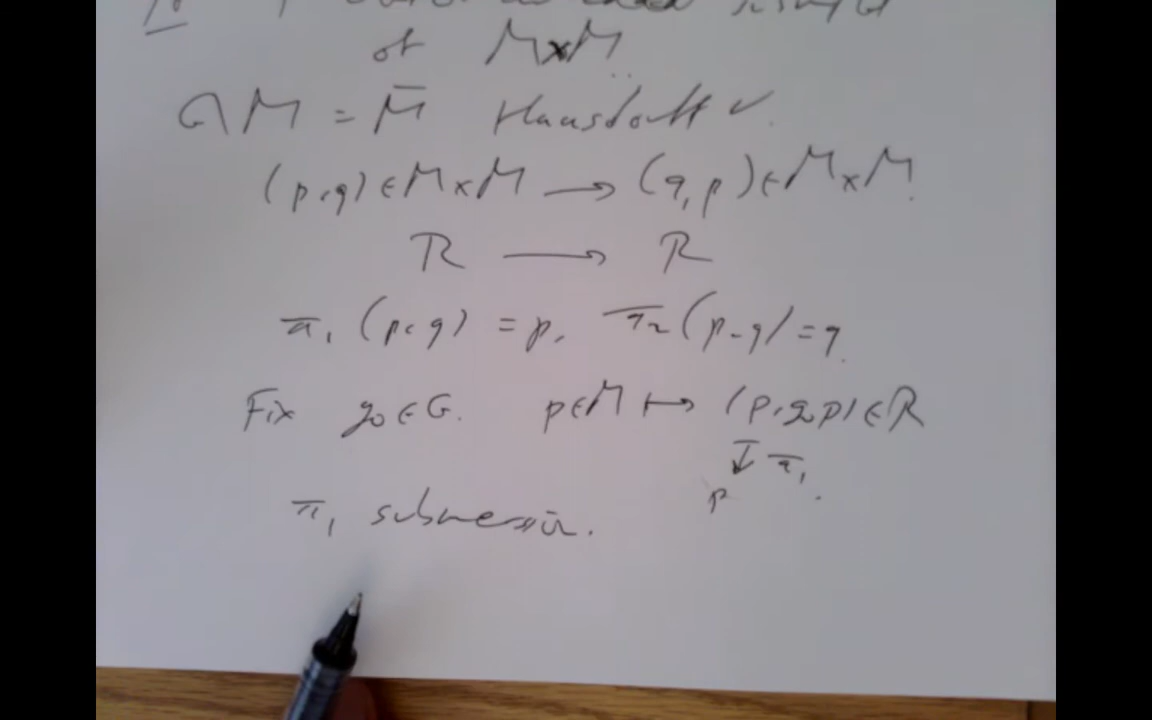 of M×M
G\M = M̄ Hausdorff ✓.
(p,q) ∈ M×M → (q,p) ∈ M×M.
R → R
π₁(p,q) = p, π₂(p,q) = q.
Fix g₀ ∈ G. p ∈ M ↦ (p, g₀p) ∈ R
↓ π₁.
p
π₁ submersion.